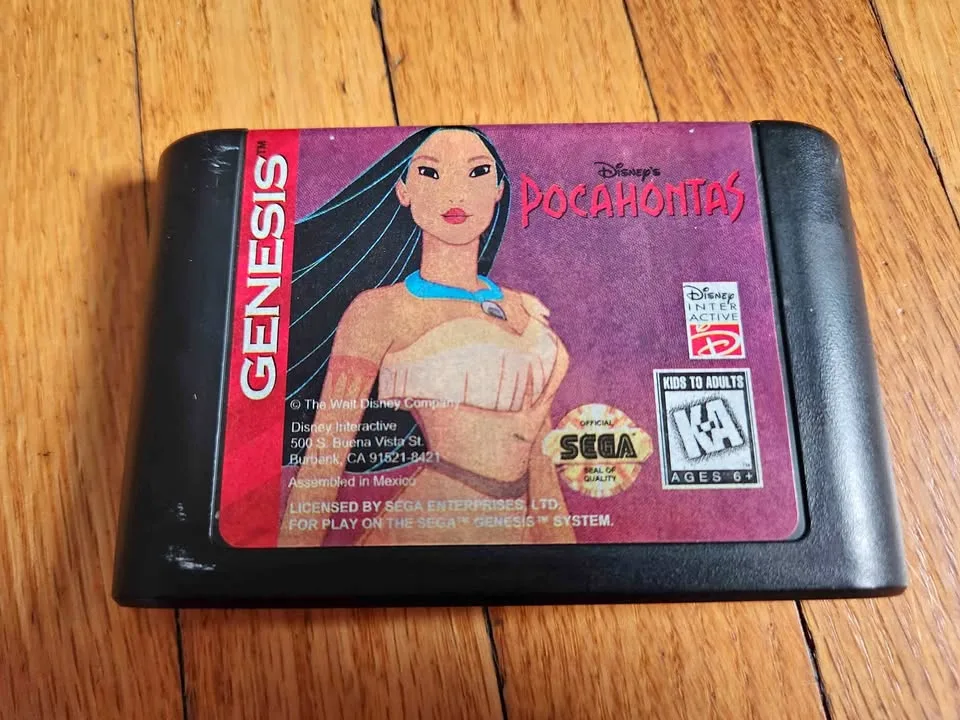 GENESIS™
Disney's
POCAHONTAS
Disney
INTER
ACTIVE
D
KIDS TO ADULTS
KA
AGES 6+
OFFICIAL
SEGA
SEAL OF
QUALITY
© The Walt Disney Company
Disney Interactive
500 S. Buena Vista St.
Burbank, CA 91521-8421
Assembled in Mexico
LICENSED BY SEGA ENTERPRISES, LTD.
FOR PLAY ON THE SEGA™ GENESIS™ SYSTEM.